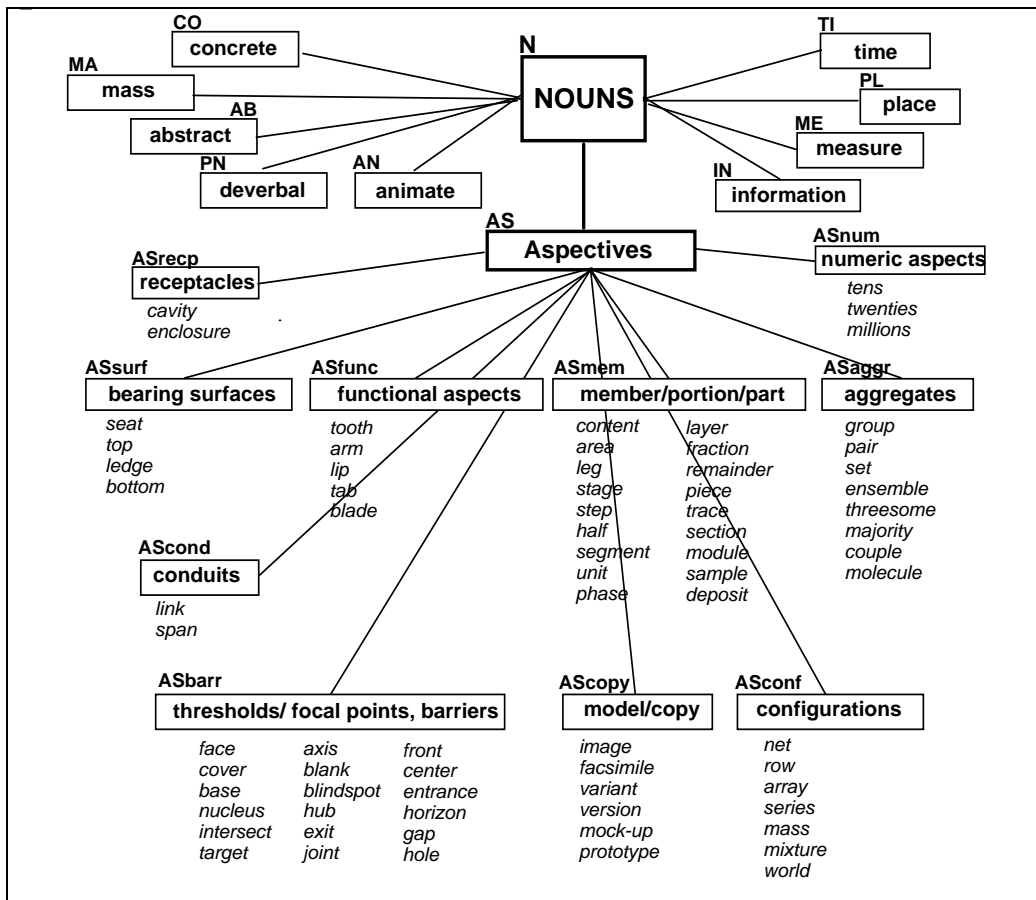 CO
concrete
MA
mass
AB
abstract
PN
deverbal
AN
animate
N
NOUNS
TI
time
PL
place
ME
measure
IN
information
AS
Aspectives
ASrecp
receptacles
cavity
enclosure
ASnum
numeric aspects
tens
twenties
millions
ASsurf
bearing surfaces
seat
top
ledge
bottom
ASfunc
functional aspects
tooth
arm
lip
tab
blade
ASmem
member/portion/part
content
area
leg
stage
step
half
segment
unit
phase
layer
fraction
remainder
piece
trace
section
module
sample
deposit
ASaggr
aggregates
group
pair
set
ensemble
threesome
majority
couple
molecule
AScond
conduits
link
span
ASbarr
thresholds/ focal points, barriers
face
cover
base
nucleus
intersect
target
axis
blank
blindspot
hub
exit
joint
front
center
entrance
horizon
gap
hole
AScopy
model/copy
image
facsimile
variant
version
mock-up
prototype
ASconf
configurations
net
row
array
series
mass
mixture
world